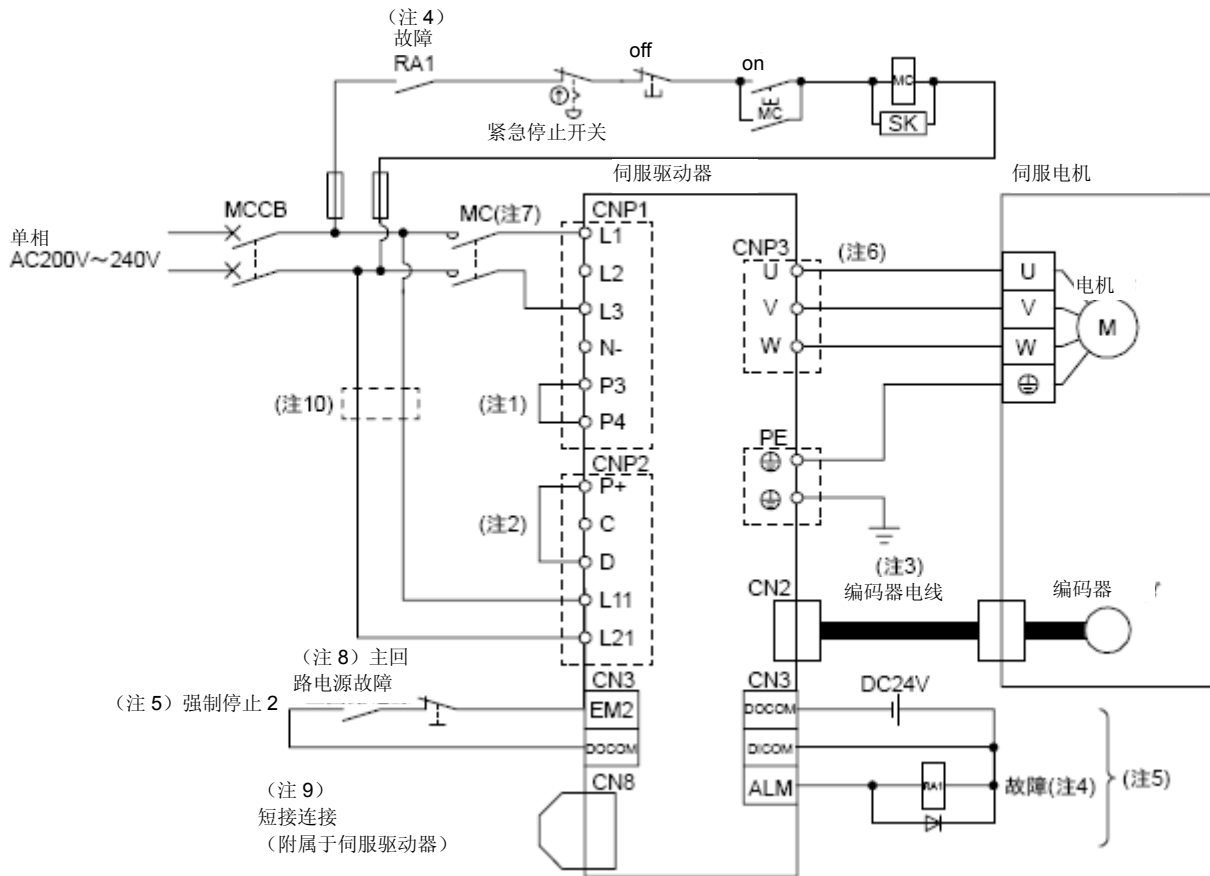 （注 4）
故障
RA1
off
on
MC
MC
SK
紧急停止开关
伺服驱动器
伺服电机
MCCB
MC(注7)
CNP1
单相
AC200V～240V
L1
L2
L3
N-
P3
P4
(注1)
(注10)
CNP3
U
V
W
(注6)
U
V
W
电机
M
PE
CNP2
P+
C
D
L11
L21
(注2)
(注3)
CN2
编码器电线
编码器
（注 8）主回
路电源故障
（注 5）强制停止 2
CN3
EM2
DOCOM
CN8
CN3
DOCOM
DICOM
ALM
DC24V
RA1
故障(注4)
(注5)
（注 9）
短接连接
（附属于伺服驱动器）